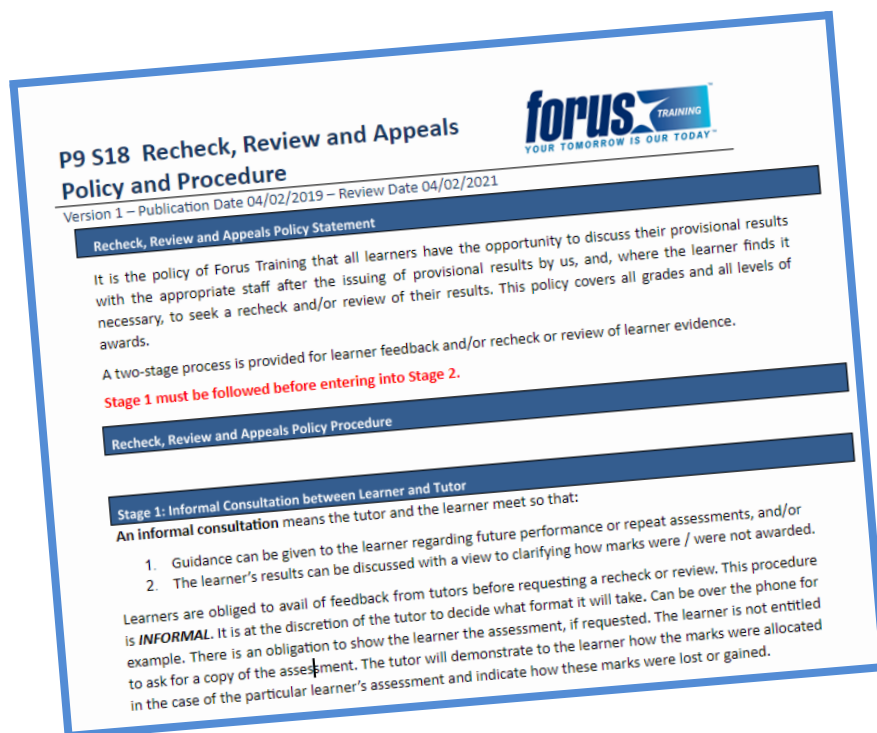 P9 S18 Recheck, Review and Appeals
Policy and Procedure
forus TRAINING
YOUR TOMORROW IS OUR TODAY™
Version 1 – Publication Date 04/02/2019 – Review Date 04/02/2021
Recheck, Review and Appeals Policy Statement
It is the policy of Forus Training that all learners have the opportunity to discuss their provisional results
with the appropriate staff after the issuing of provisional results by us, and, where the learner finds it
necessary, to seek a recheck and/or review of their results. This policy covers all grades and all levels of
awards.
A two-stage process is provided for learner feedback and/or recheck or review of learner evidence.
Stage 1 must be followed before entering into Stage 2.
Recheck, Review and Appeals Policy Procedure
Stage 1: Informal Consultation between Learner and Tutor
An informal consultation means the tutor and the learner meet so that:
1. Guidance can be given to the learner regarding future performance or repeat assessments, and/or
2. The learner's results can be discussed with a view to clarifying how marks were / were not awarded.
Learners are obliged to avail of feedback from tutors before requesting a recheck or review. This procedure
is INFORMAL. It is at the discretion of the tutor to decide what format it will take. Can be over the phone for
example. There is an obligation to show the learner the assessment, if requested. The learner is not entitled
to ask for a copy of the assessment. The tutor will demonstrate to the learner how the marks were allocated
in the case of the particular learner's assessment and indicate how these marks were lost or gained.